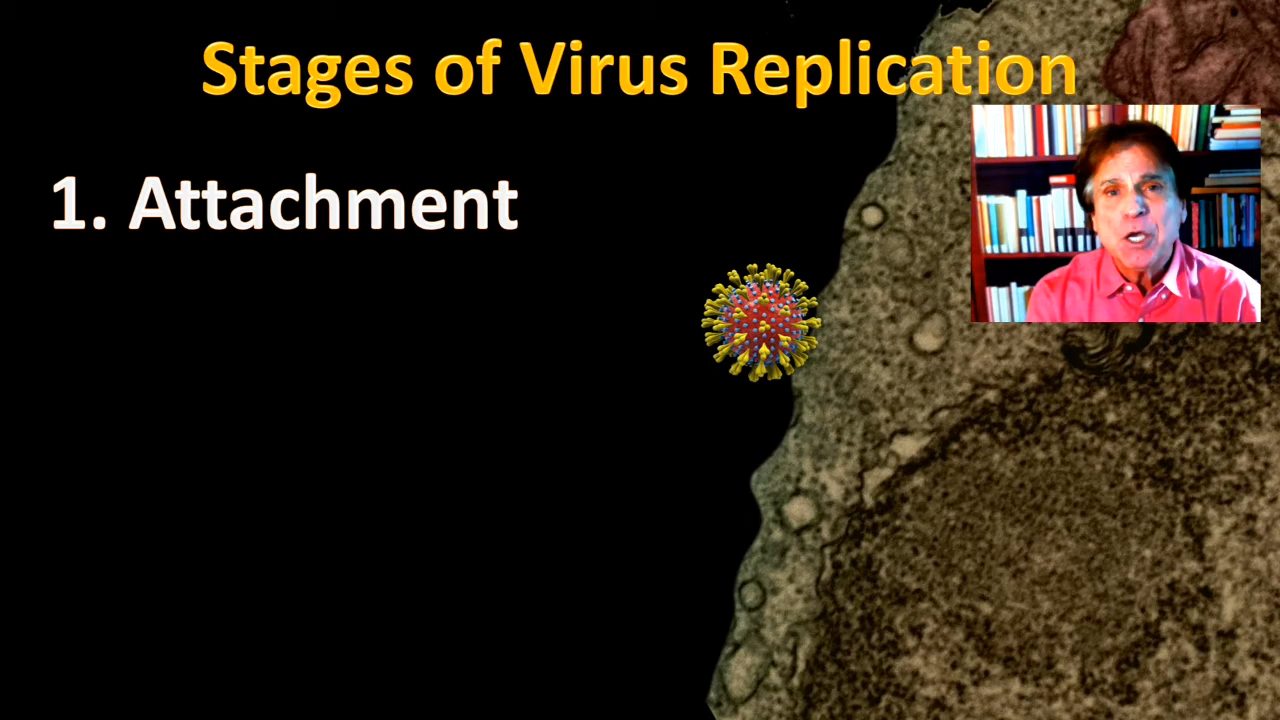 Stages of Virus Replication
1. Attachment